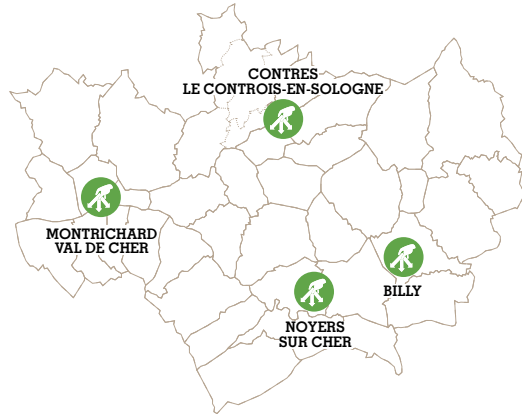 CONTRES
LE CONTROIS-EN-SOLOGNE
MONTRICHARD
VAL DE CHER
BILLY
NOYERS
SUR CHER